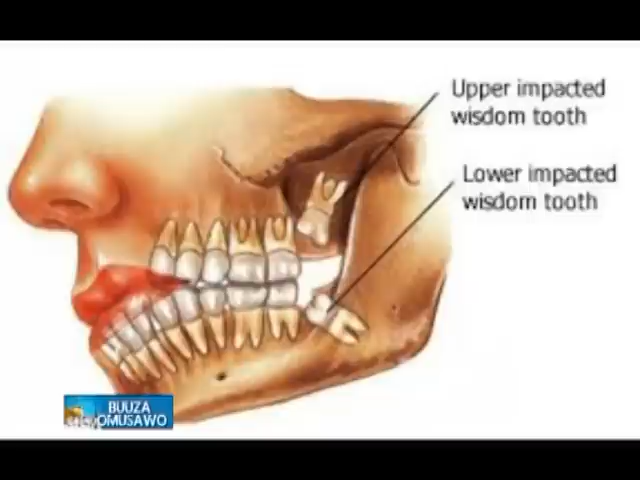 Upper impacted
wisdom tooth
Lower impacted
wisdom tooth
BUUZA
OMUSAWO